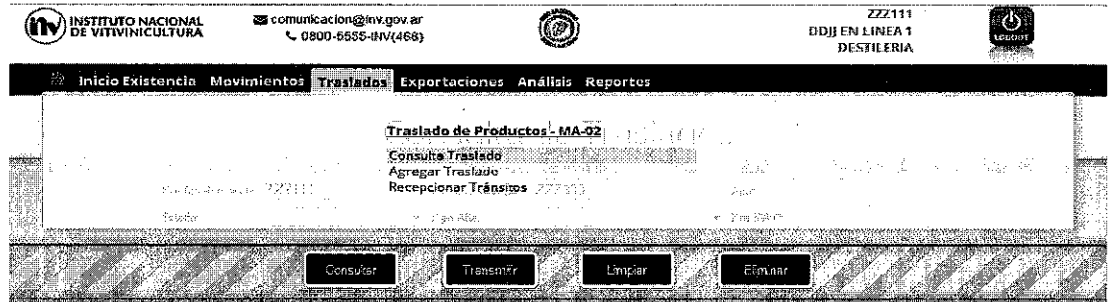 INSTITUTO NACIONAL
DE VITIVINICULTURA
inv
comunicacion@inv.gov.ar
0800-5555-INV(468)
ZZZ111
DDJJ EN LINEA 1
DESTILERIA
LOGOUT
Inicio Existencia Movimientos Traslados Exportaciones Análisis Reportes
Traslado de Productos - MA-02
Consulta Traslado
Agregar Traslado
Recepcionar Tránsitos
Consultar Transmitir Limpiar Eliminar